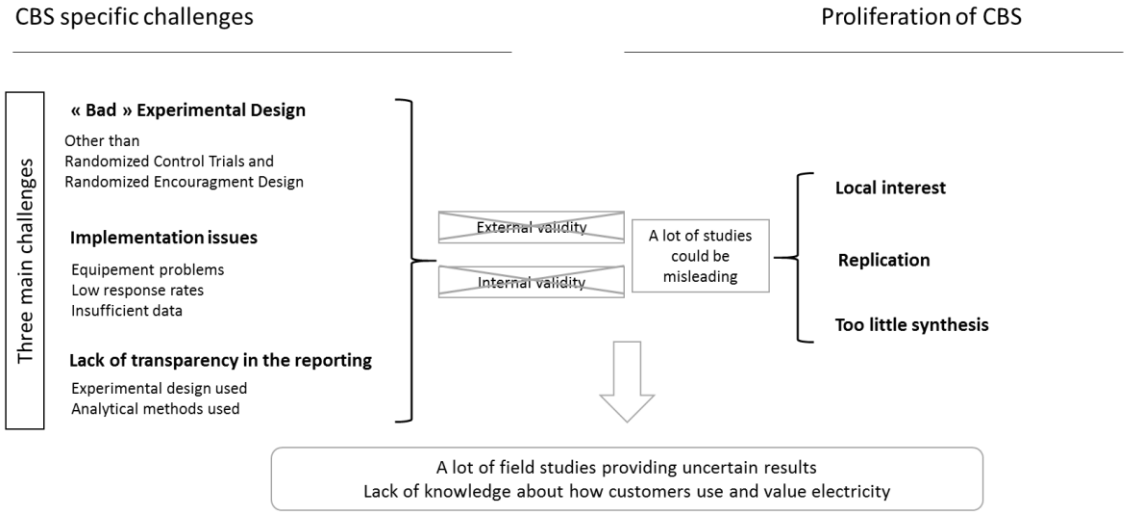 CBS specific challenges
Proliferation of CBS
Three main challenges
« Bad » Experimental Design
Other than
Randomized Control Trials and
Randomized Encouragment Design
Implementation issues
Equipement problems
Low response rates
Insufficient data
Lack of transparency in the reporting
Experimental design used
Analytical methods used
External validity
Internal validity
A lot of studies
could be
misleading
Local interest
Replication
Too little synthesis
A lot of field studies providing uncertain results
Lack of knowledge about how customers use and value electricity